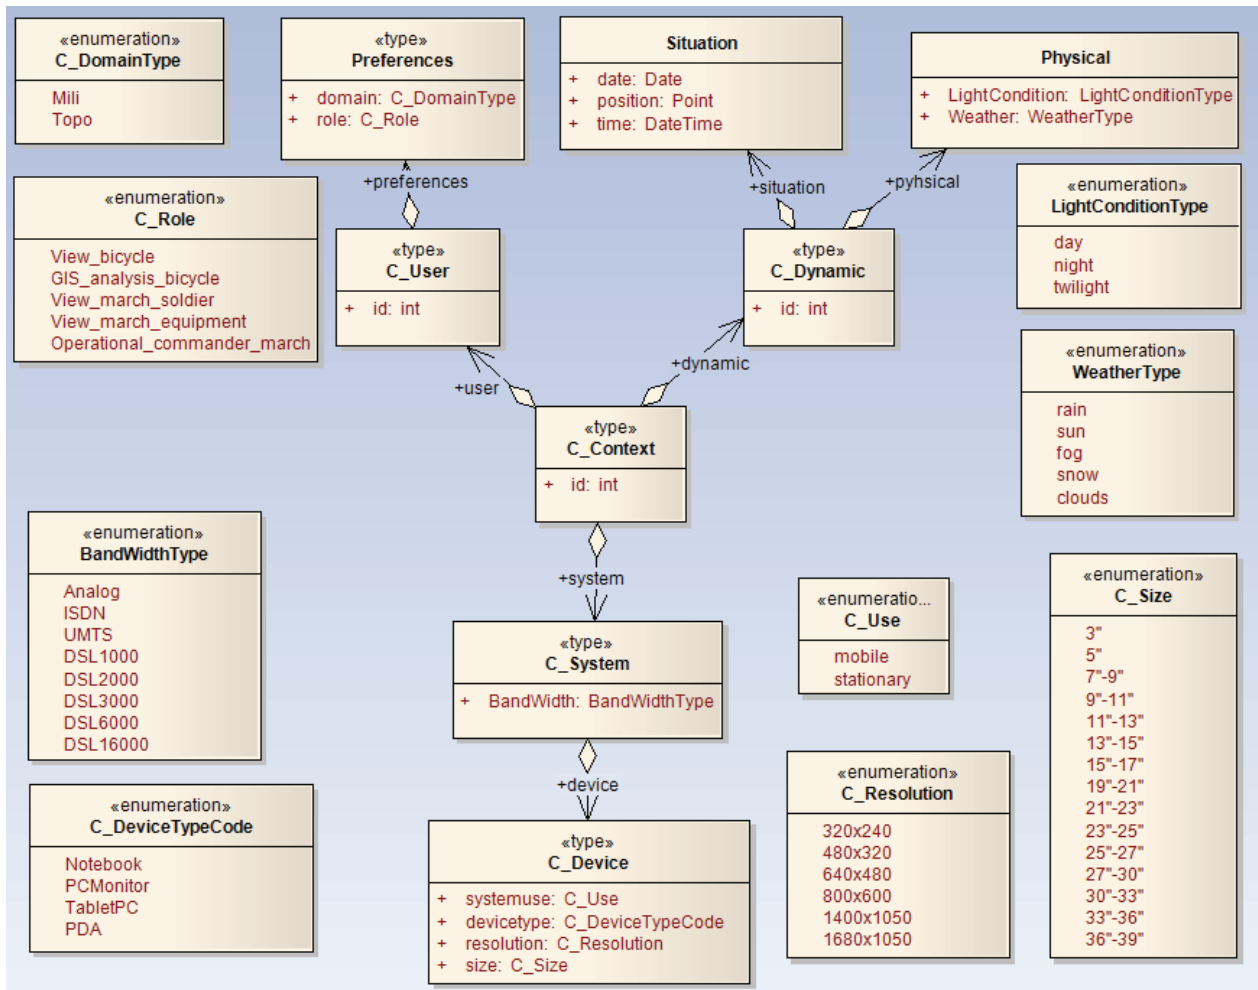 «enumeration»
C_DomainType
Mili
Topo
«type»
Preferences
+ domain: C_DomainType
+ role: C_Role
Situation
+ date: Date
+ position: Point
+ time: DateTime
Physical
+ LightCondition: LightConditionType
+ Weather: WeatherType
+preferences
+situation
+pyhsical
«enumeration»
C_Role
View_bicycle
GIS_analysis_bicycle
View_march_soldier
View_march_equipment
Operational_commander_march
«type»
C_User
+ id: int
«type»
C_Dynamic
+ id: int
«enumeration»
LightConditionType
day
night
twilight
+user
+dynamic
«enumeration»
WeatherType
rain
sun
fog
snow
clouds
«type»
C_Context
+ id: int
+system
«enumeration»
BandWidthType
Analog
ISDN
UMTS
DSL1000
DSL2000
DSL3000
DSL6000
DSL16000
«type»
C_System
+ BandWidth: BandWidthType
«enumeratio...
C_Use
mobile
stationary
«enumeration»
C_Size
3"
5"
7"-9"
9"-11"
11"-13"
13"-15"
15"-17"
19"-21"
21"-23"
23"-25"
25"-27"
27"-30"
30"-33"
33"-36"
36"-39"
+device
«enumeration»
C_DeviceTypeCode
Notebook
PCMonitor
TabletPC
PDA
«type»
C_Device
+ systemuse: C_Use
+ devicetype: C_DeviceTypeCode
+ resolution: C_Resolution
+ size: C_Size
«enumeration»
C_Resolution
320x240
480x320
640x480
800x600
1400x1050
1680x1050